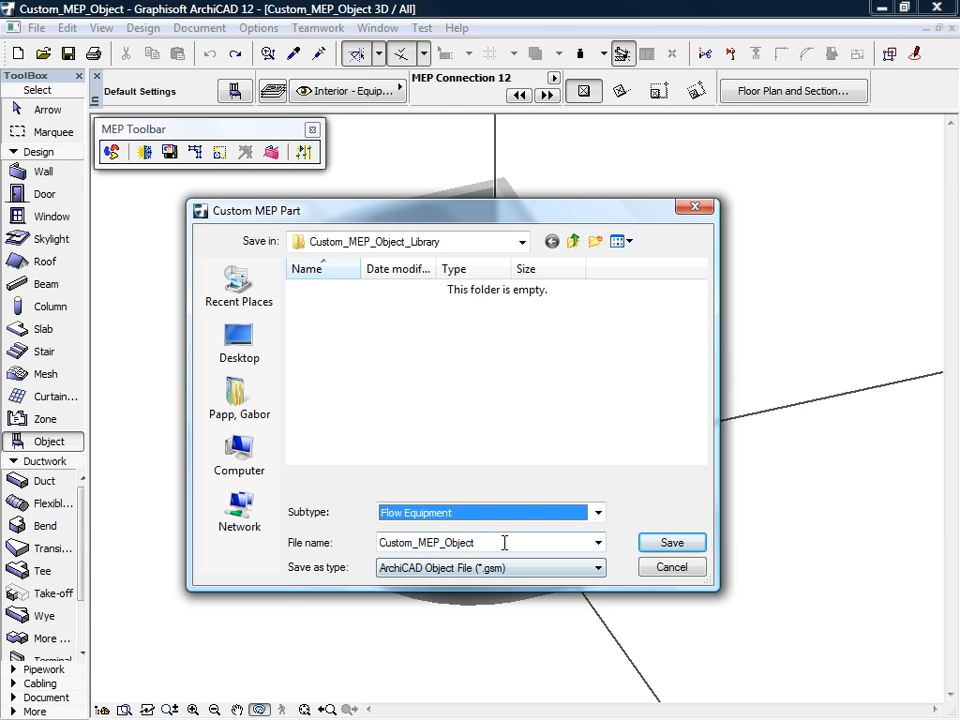 Custom_MEP_Object - Graphisoft ArchiCAD 12 - [Custom_MEP_Object 3D / All]
File Edit View Design Document Options Teamwork Window Test Help
ToolBox
Select
Arrow
Marquee
Design
Wall
Door
Window
Skylight
Roof
Beam
Column
Slab
Stair
Mesh
Curtain...
Zone
Object
Ductwork
Duct
Flexibl...
Bend
Transi...
Tee
Take-off
Wye
More ...
Pipework
Cabling
Document
More
Default Settings
Interior - Equip...
MEP Connection 12
Floor Plan and Section...
MEP Toolbar
Custom MEP Part
Save in: Custom_MEP_Object_Library
Name Date modif... Type Size
This folder is empty.
Recent Places
Desktop
Papp, Gabor
Computer
Network
Subtype: Flow Equipment
File name: Custom_MEP_Object
Save
Save as type: ArchiCAD Object File (*.gsm)
Cancel